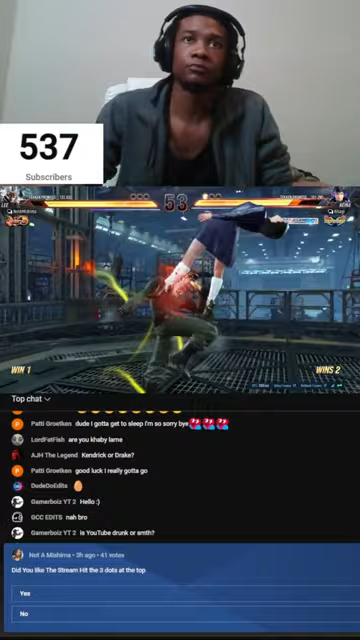 537
Subscribers
LEE
53
REINA
WIN 1
WINS 2
Top chat
Patti Groetken dude I gotta get to sleep I'm so sorry bye
LordFatFish are you khaby lame
AJH The Legend Kendrick or Drake?
Patti Groetken good luck I really gotta go
DudeDoEdits
Gamerboiz YT 2 Hello :)
GCC EDITS nah bro
Gamerboiz YT 2 is YouTube drunk or smth?
Not A Mishima • 3h ago • 41 votes
Did You like The Stream Hit the 3 dots at the top
Yes
No